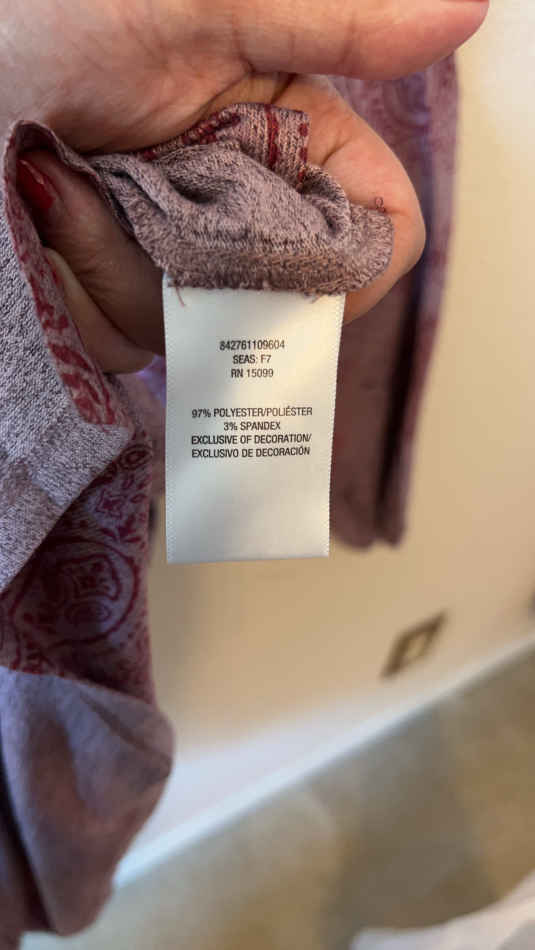 842761109604
SEAS: F7
RN 15099
97% POLYESTER/POLIÉSTER
3% SPANDEX
EXCLUSIVE OF DECORATION/
EXCLUSIVO DE DECORACIÓN